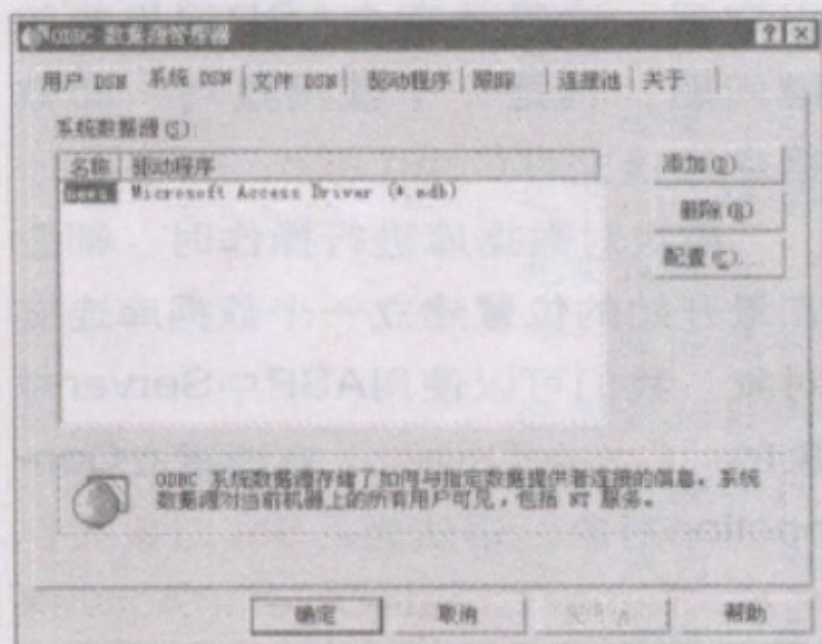 ODBC 数据源管理器
用户 DSN 系统 DSN 文件 DSN 驱动程序 跟踪 连接池 关于
系统数据源(S):
名称 驱动程序
Microsoft Access Driver (*.mdb)
添加(D)
删除(R)
配置(C)
ODBC 系统数据源存储了如何与指定数据提供者连接的信息。系统
数据源对当前机器上的所有用户可见，包括 NT 服务。
确定 取消 帮助